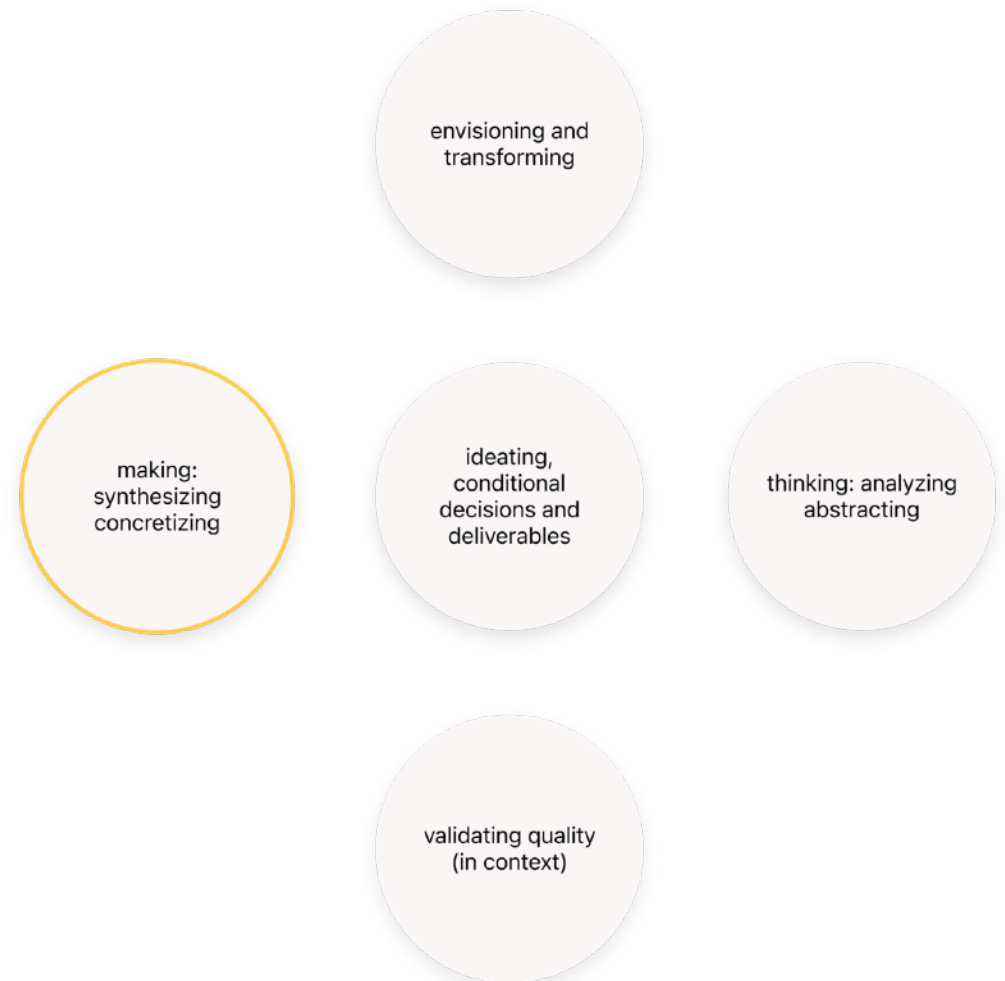 envisioning and
transforming
making:
synthesizing
concretizing
ideating,
conditional
decisions and
deliverables
thinking: analyzing
abstracting
validating quality
(in context)